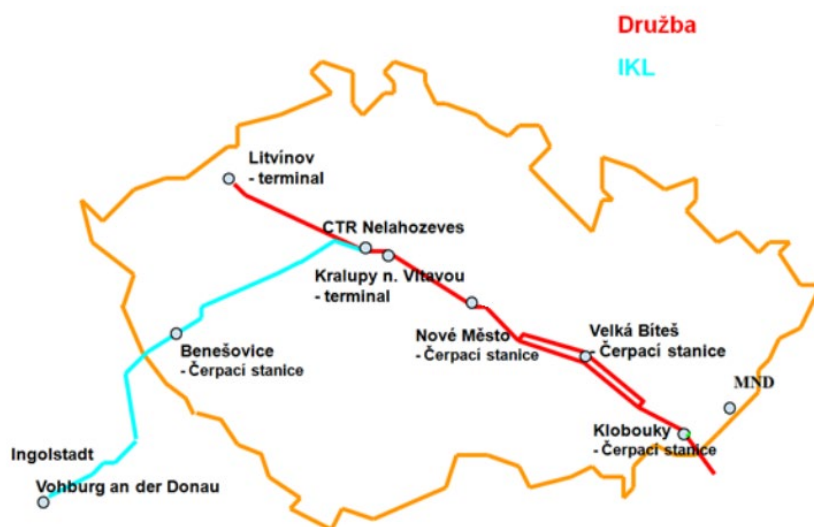 Družba
IKL
Litvínov
- terminal
CTR Nelahozeves
Kralupy n. Vltavou
- terminal
Nové Město
- Čerpací stanice
Velká Bíteš
- Čerpací stanice
Benešovice
- Čerpací stanice
MND
Klobouky
- Čerpací stanice
Ingolstadt
Vohburg an der Donau